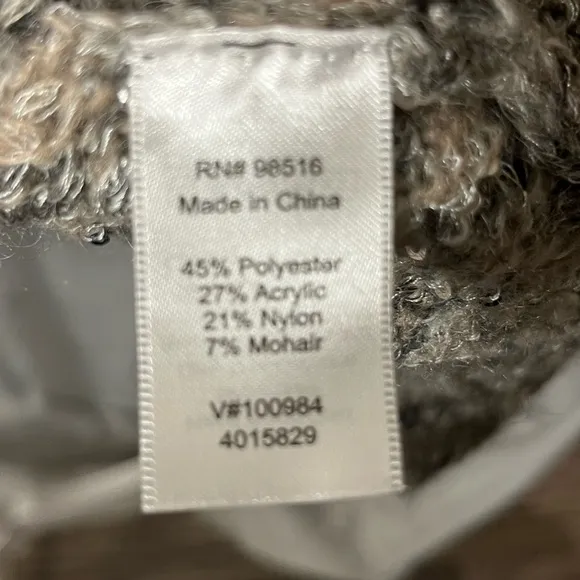 RN# 98516
Made in China
45% Polyester
27% Acrylic
21% Nylon
7% Mohair
V#100984
4015829